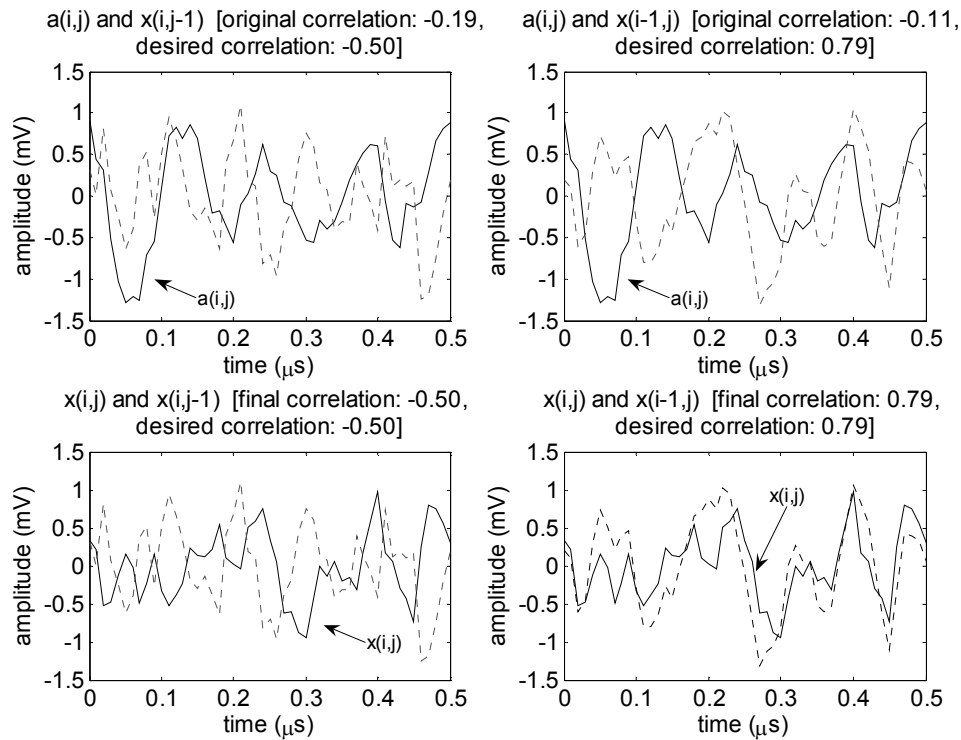 a(i,j) and x(i,j-1)  [original correlation: -0.19,
desired correlation: -0.50]
1.5
1
0.5
0
-0.5
-1
-1.5
amplitude (mV)
a(i,j)
0 0.1 0.2 0.3 0.4 0.5
time (μs)
a(i,j) and x(i-1,j)  [original correlation: -0.11,
desired correlation: 0.79]
1.5
1
0.5
0
-0.5
-1
-1.5
amplitude (mV)
a(i,j)
0 0.1 0.2 0.3 0.4 0.5
time (μs)
x(i,j) and x(i,j-1)  [final correlation: -0.50,
desired correlation: -0.50]
1.5
1
0.5
0
-0.5
-1
-1.5
amplitude (mV)
x(i,j)
0 0.1 0.2 0.3 0.4 0.5
time (μs)
x(i,j) and x(i-1,j)  [final correlation: 0.79,
desired correlation: 0.79]
1.5
1
0.5
0
-0.5
-1
-1.5
amplitude (mV)
x(i,j)
0 0.1 0.2 0.3 0.4 0.5
time (μs)